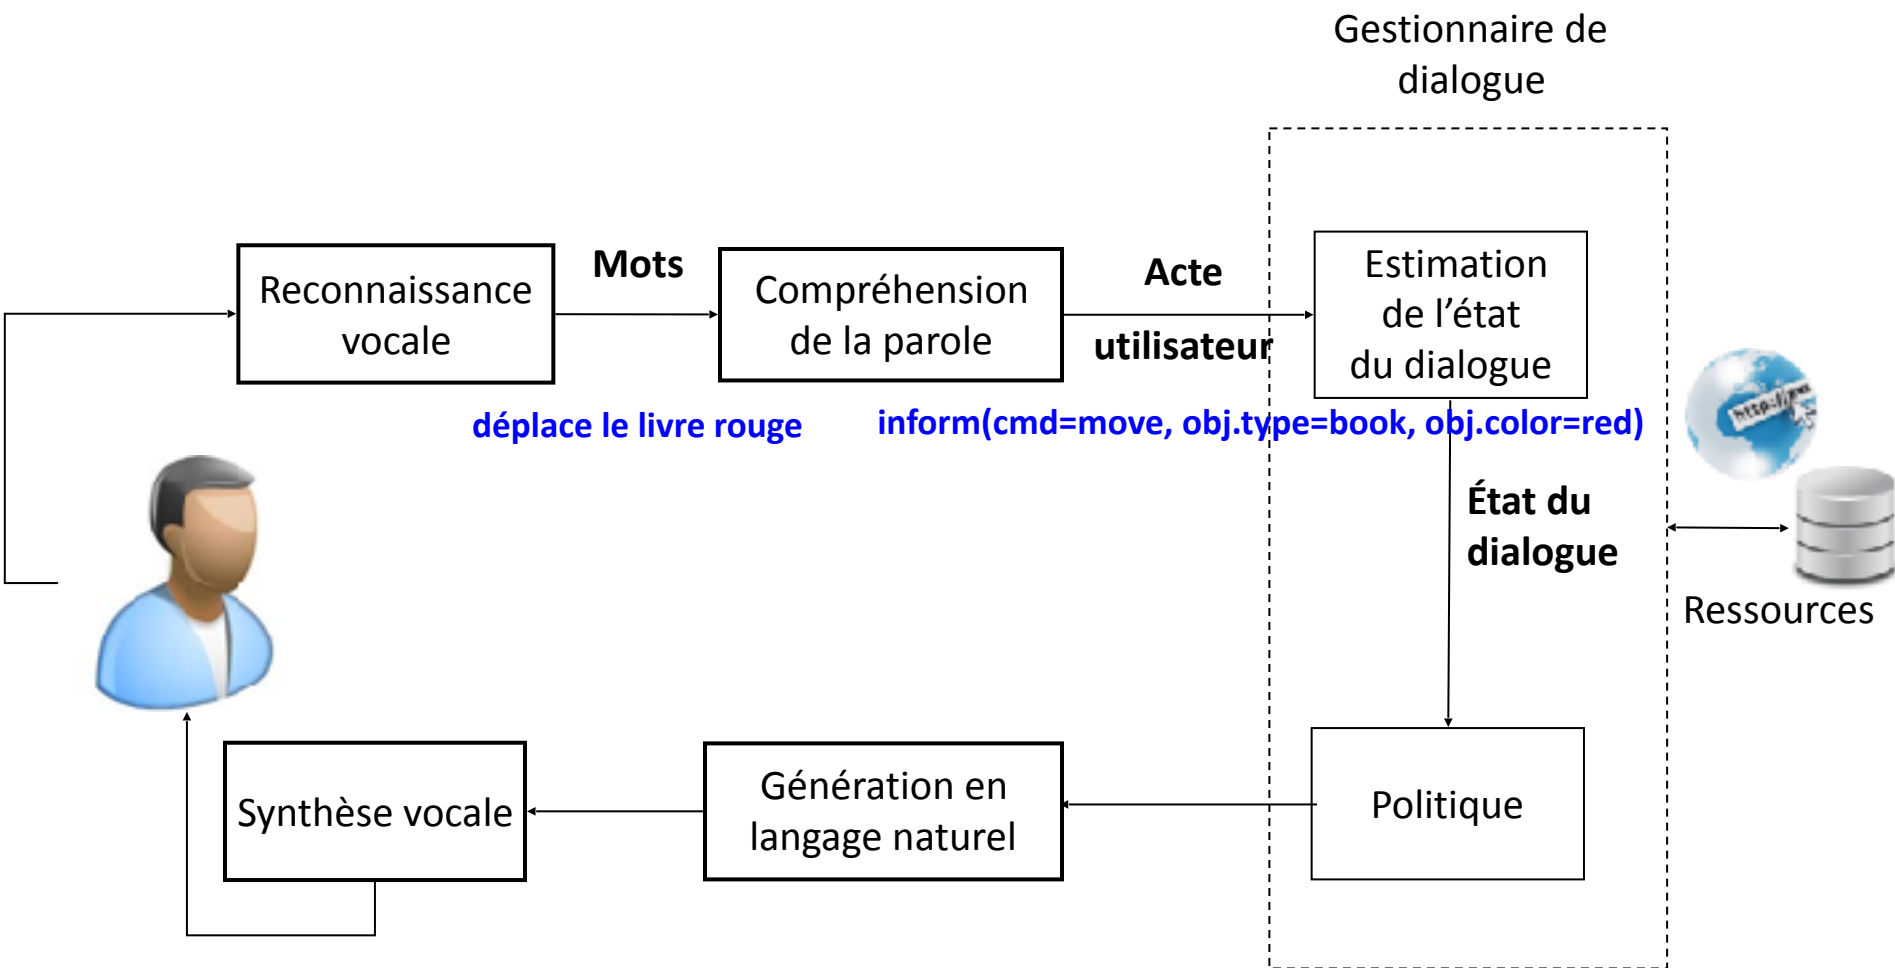 Gestionnaire de
dialogue
Reconnaissance
vocale
Mots
Compréhension
de la parole
Acte
utilisateur
Estimation
de l’état
du dialogue
déplace le livre rouge
inform(cmd=move, obj.type=book, obj.color=red)
État du
dialogue
Ressources
Synthèse vocale
Génération en
langage naturel
Politique